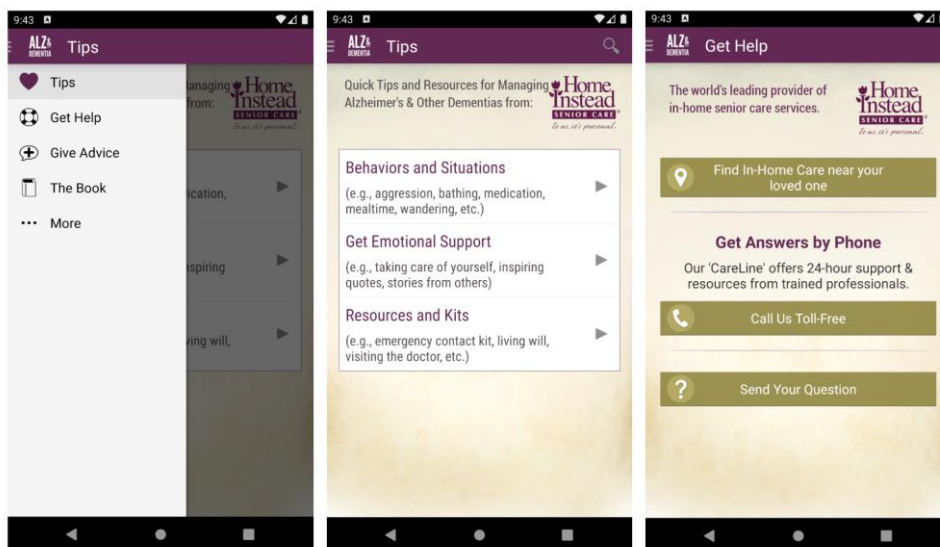 9:43
ALZ&
DEMENTIA
Tips
Tips
Get Help
Give Advice
The Book
More
anaging
from:
Home
Instead
SENIOR CARE
To us, it's personal.
ication,
spiring
ving will,
9:43
ALZ&
DEMENTIA
Tips
Quick Tips and Resources for Managing
Alzheimer's & Other Dementias from:
Home
Instead
SENIOR CARE
To us, it's personal.
Behaviors and Situations
(e.g., aggression, bathing, medication,
mealtime, wandering, etc.)
Get Emotional Support
(e.g., taking care of yourself, inspiring
quotes, stories from others)
Resources and Kits
(e.g., emergency contact kit, living will,
visiting the doctor, etc.)
9:43
ALZ&
DEMENTIA
Get Help
The world's leading provider of
in-home senior care services.
Home
Instead
SENIOR CARE
To us, it's personal.
Find In-Home Care near your
loved one
Get Answers by Phone
Our 'CareLine' offers 24-hour support &
resources from trained professionals.
Call Us Toll-Free
Send Your Question